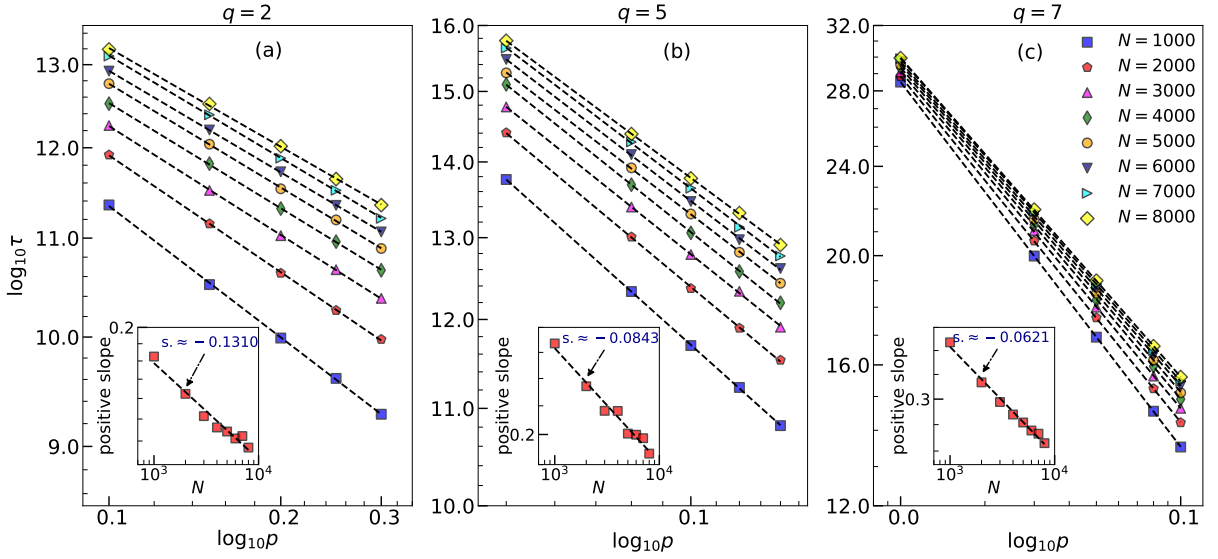 q = 2
q = 5
q = 7
(a)
(b)
(c)
log₁₀τ
13.0
12.0
11.0
10.0
9.0
0.1
0.2
0.3
log₁₀p
0.2
s. ≈ −0.1310
positive slope
10³
10⁴
N
16.0
15.0
14.0
13.0
12.0
11.0
10.0
0.1
log₁₀p
s. ≈ −0.0843
positive slope
0.2
10³
10⁴
N
32.0
28.0
24.0
20.0
16.0
12.0
0.0
0.1
log₁₀p
s. ≈ −0.0621
positive slope
0.3
10³
10⁴
N
N = 1000
N = 2000
N = 3000
N = 4000
N = 5000
N = 6000
N = 7000
N = 8000